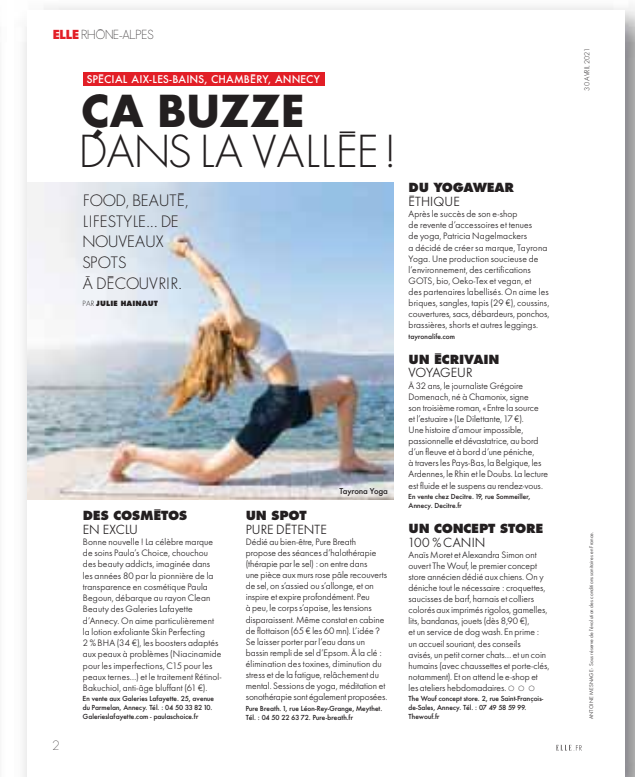 ELLE RHÔNE-ALPES
30 AVRIL 2021
SPÉCIAL AIX-LES-BAINS, CHAMBÉRY, ANNECY
ÇA BUZZE
DANS LA VALLÉE !
FOOD, BEAUTÉ,
LIFESTYLE... DE
NOUVEAUX
SPOTS
À DÉCOUVRIR.
PAR JULIE HAINAUT
Tayrona Yoga
DES COSMÉTOS
EN EXCLU
Bonne nouvelle ! La célèbre marque
de soins Paula's Choice, chouchou
des beauty addicts, imaginée dans
les années 80 par la pionnière de la
transparence en cosmétique Paula
Begoun, débarque au rayon Clean
Beauty des Galeries Lafayette
d'Annecy. On aime particulièrement
la lotion exfoliante Skin Perfecting
2 % BHA (34 €), les boosters adaptés
aux peaux à problèmes (Niacinamide
pour les imperfections, C15 pour les
peaux ternes...) et le traitement Rétinol-
Bakuchiol, anti-âge bluffant (61 €).
En vente aux Galeries Lafayette. 25, avenue
du Parmelan, Annecy. Tél. : 04 50 33 82 10.
Galerieslafayette.com - paulaschoice.fr
UN SPOT
PURE DÉTENTE
Dédié au bien-être, Pure Breath
propose des séances d'halothérapie
(thérapie par le sel) : on entre dans
une pièce aux murs rose pâle recouverts
de sel, on s'assied ou s'allonge, et on
inspire et expire profondément. Peu
à peu, le corps s'apaise, les tensions
disparaissent. Même constat en cabine
de flottaison (65 € les 60 mn). L'idée ?
Se laisser porter par l'eau dans un
bassin rempli de sel d'Epsom. À la clé :
élimination des toxines, diminution du
stress et de la fatigue, relâchement du
mental. Sessions de yoga, méditation et
sonothérapie sont également proposées.
Pure Breath. 1, rue Léon-Rey-Grange, Meythet.
Tél. : 04 50 22 63 72. Pure-breath.fr
DU YOGAWEAR
ÉTHIQUE
Après le succès de son e-shop
de revente d'accessoires et tenues
de yoga, Patricia Nagelmackers
a décidé de créer sa marque, Tayrona
Yoga. Une production soucieuse de
l'environnement, des certifications
GOTS, bio, Oeko-Tex et vegan, et
des partenaires labellisés. On aime les
briques, sangles, tapis (29 €), coussins,
couvertures, sacs, débardeurs, ponchos,
brassières, shorts et autres leggings.
tayronalife.com
UN ÉCRIVAIN
VOYAGEUR
À 32 ans, le journaliste Grégoire
Domenach, né à Chamonix, signe
son troisième roman, « Entre la source
et l'estuaire » (Le Dilettante, 17 €).
Une histoire d'amour impossible,
passionnelle et dévastatrice, au bord
d'un fleuve et à bord d'une péniche,
à travers les Pays-Bas, la Belgique, les
Ardennes, le Rhin et le Doubs. La lecture
est fluide et le suspens au rendez-vous.
En vente chez Decitre. 19, rue Sommeiller,
Annecy. Decitre.fr
UN CONCEPT STORE
100 % CANIN
Anaïs Moret et Alexandra Simon ont
ouvert The Wouf, le premier concept
store annécien dédié aux chiens. On y
déniche tout le nécessaire : croquettes,
saucisses de barf, harnais et colliers
colorés aux imprimés rigolos, gamelles,
lits, bandanas, jouets (dès 8,90 €),
et un service de dog wash. En prime :
un accueil souriant, des conseils
avisés, un petit corner chats... et un coin
humains (avec chaussettes et porte-clés,
notamment). Et on attend le e-shop et
les ateliers hebdomadaires.
The Wouf concept store. 2, rue Saint-François-
de-Sales, Annecy. Tél. : 07 49 58 59 99.
Thewouf.fr
2
ELLE FR